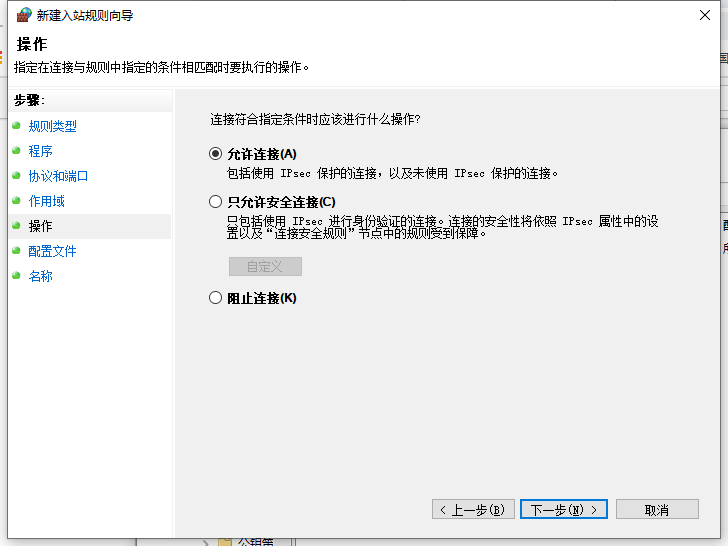 新建入站规则向导
操作
指定在连接与规则中指定的条件相匹配时要执行的操作。
步骤:
规则类型
程序
协议和端口
作用域
操作
配置文件
名称
连接符合指定条件时应该进行什么操作?
允许连接(A)
包括使用 IPsec 保护的连接，以及未使用 IPsec 保护的连接。
只允许安全连接(C)
只包括使用 IPsec 进行身份验证的连接。连接的安全性将依照 IPsec 属性中的设
置以及“连接安全规则”节点中的规则受到保障。
自定义
阻止连接(K)
< 上一步(B)
下一步(N) >
取消